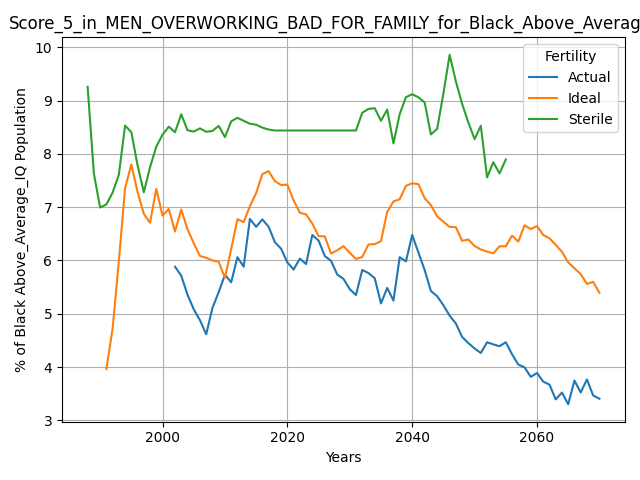 Score_5_in_MEN_OVERWORKING_BAD_FOR_FAMILY_for_Black_Above_Averag
% of Black Above_Average_IQ Population
10
9
8
7
6
5
4
3
Fertility
Actual
Ideal
Sterile
2000 2020 2040 2060
Years